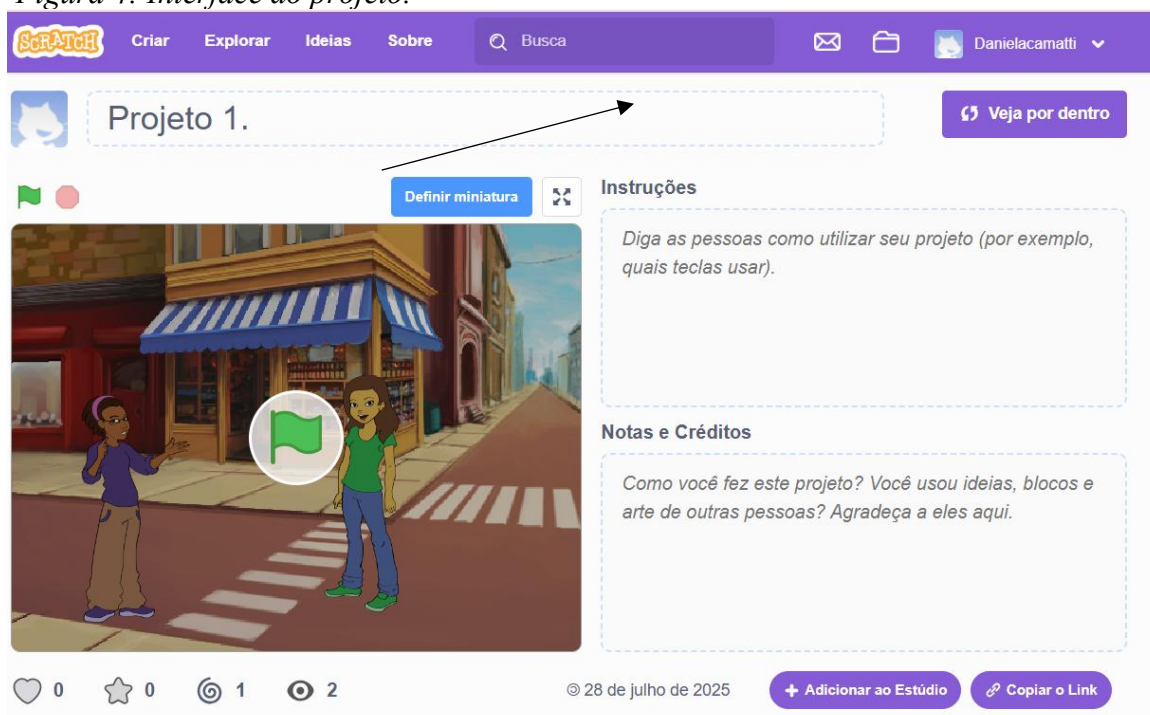 Figura 4. Interface do projeto.
SCRATCH Criar Explorar Ideias Sobre Busca Danielacamatti
Projeto 1.
Veja por dentro
Definir miniatura
Instruções
Diga as pessoas como utilizar seu projeto (por exemplo,
quais teclas usar).
Notas e Créditos
Como você fez este projeto? Você usou ideias, blocos e
arte de outras pessoas? Agradeça a eles aqui.
0 0 1 2 28 de julho de 2025 + Adicionar ao Estúdio Copiar o Link